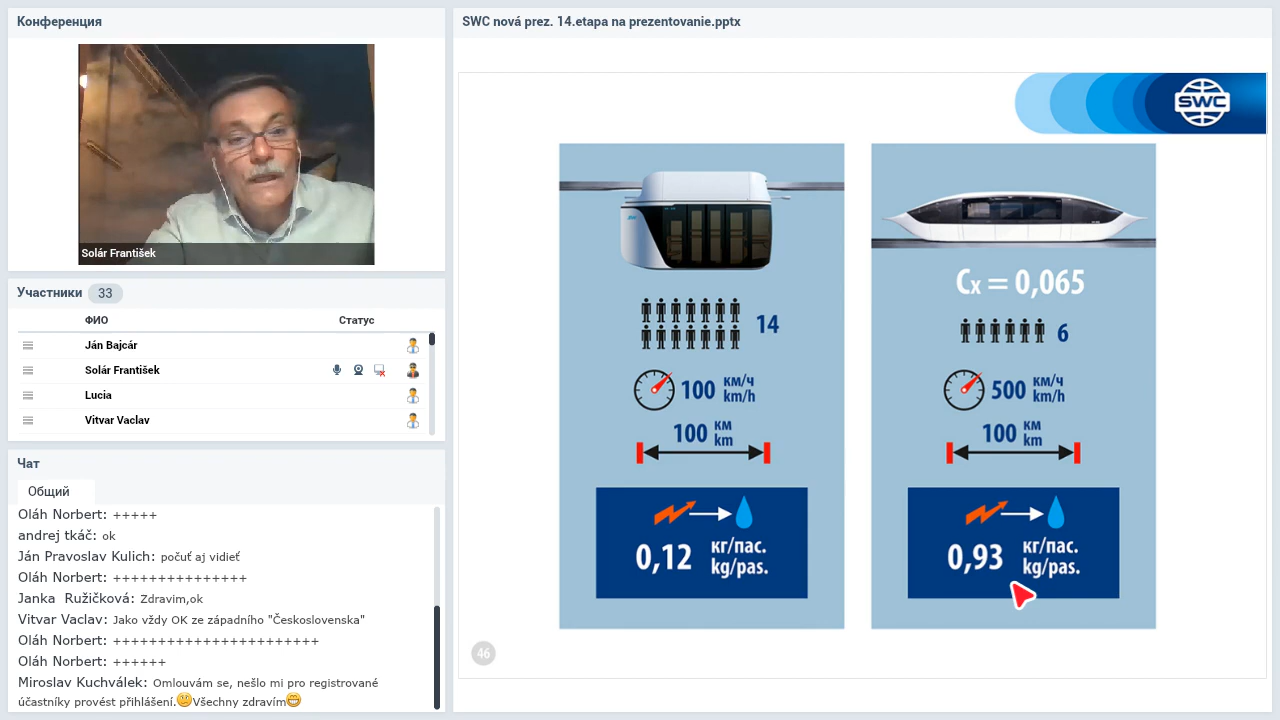 Конференция
Solár František
Участники 33
ФИО Статус
Ján Bajcár
Solár František
Lucia
Vitvar Vaclav
Чат
Общий
Oláh Norbert: +++++
andrej tkáč: ok
Ján Pravoslav Kulich: počuť aj vidieť
Oláh Norbert: +++++++++++++++
Janka Ružičková: Zdravim,ok
Vitvar Vaclav: Jako vždy OK ze západního "Československa"
Oláh Norbert: +++++++++++++++++++++++
Oláh Norbert: ++++++
Miroslav Kuchválek: Omlouvám se, nešlo mi pro registrované
účastníky provést přihlášení.Všechny zdravím
SWC nová prez. 14.etapa na prezentovanie.pptx
SWC
14
100 км/ч
km/h
100 км
km
0,12 кг/пас.
kg/pas.
Cx = 0,065
6
500 км/ч
km/h
100 км
km
0,93 кг/пас.
kg/pas.
46